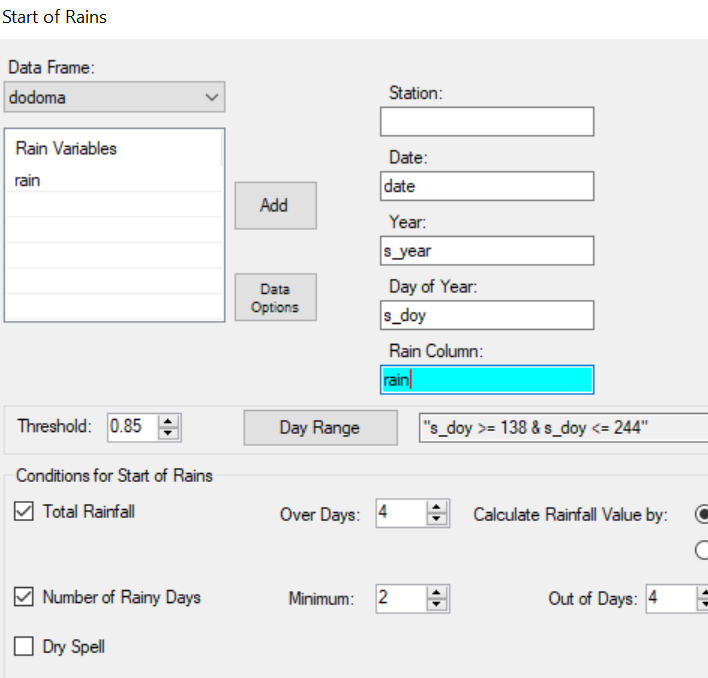 Start of Rains
Data Frame:
dodoma
Rain Variables
rain
Add
Data
Options
Station:
Date:
date
Year:
s_year
Day of Year:
s_doy
Rain Column:
rain
Threshold: 0.85 Day Range "s_doy >= 138 & s_doy <= 244"
Conditions for Start of Rains
Total Rainfall Over Days: 4 Calculate Rainfall Value by:
Number of Rainy Days Minimum: 2 Out of Days: 4
Dry Spell